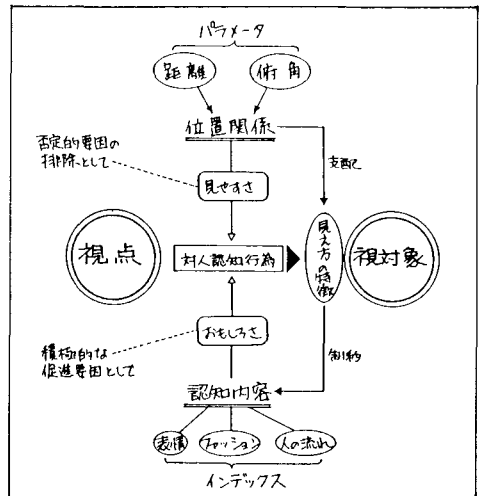 パラメータ
距離
俯角
位置関係
否定的要因の
排除として
支配
見やすさ
視点
対人認知行為
見え方の特徴
視対象
おもしろさ
積極的な
促進要因として
制約
認知内容
表情
ファッション
人の流れ
インデックス